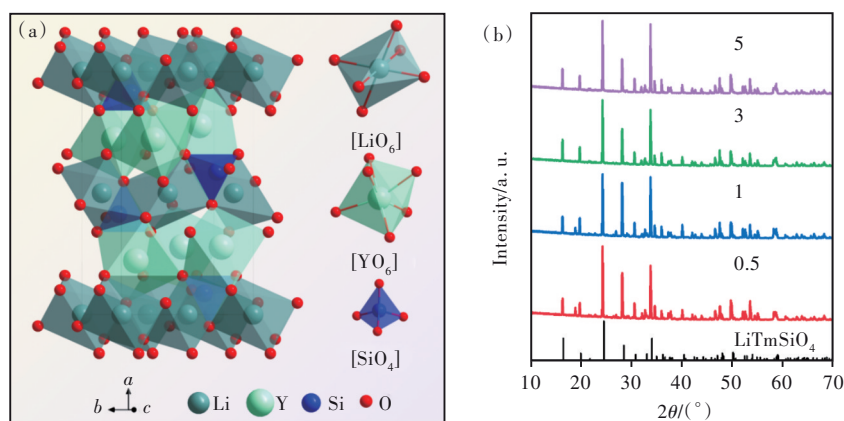 (a)
[LiO₆]
[YO₆]
[SiO₄]
a
b c
Li Y Si O
(b)
Intensity/a. u.
5
3
1
0.5
LiTmSiO₄
10 20 30 40 50 60 70
2θ/(°)